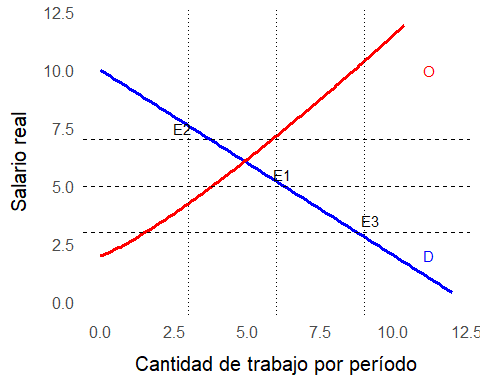 12.5
10.0
7.5
5.0
2.5
0.0
Salario real
O
E2
E1
E3
D
0.0 2.5 5.0 7.5 10.0 12.5
Cantidad de trabajo por período